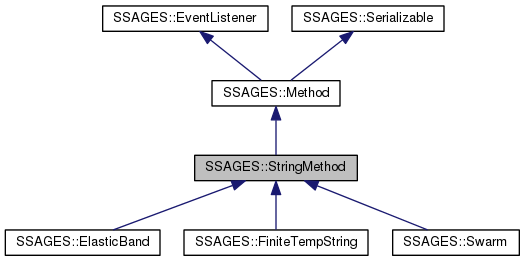 SSAGES::EventListener
SSAGES::Serializable
SSAGES::Method
SSAGES::StringMethod
SSAGES::ElasticBand
SSAGES::FiniteTempString
SSAGES::Swarm